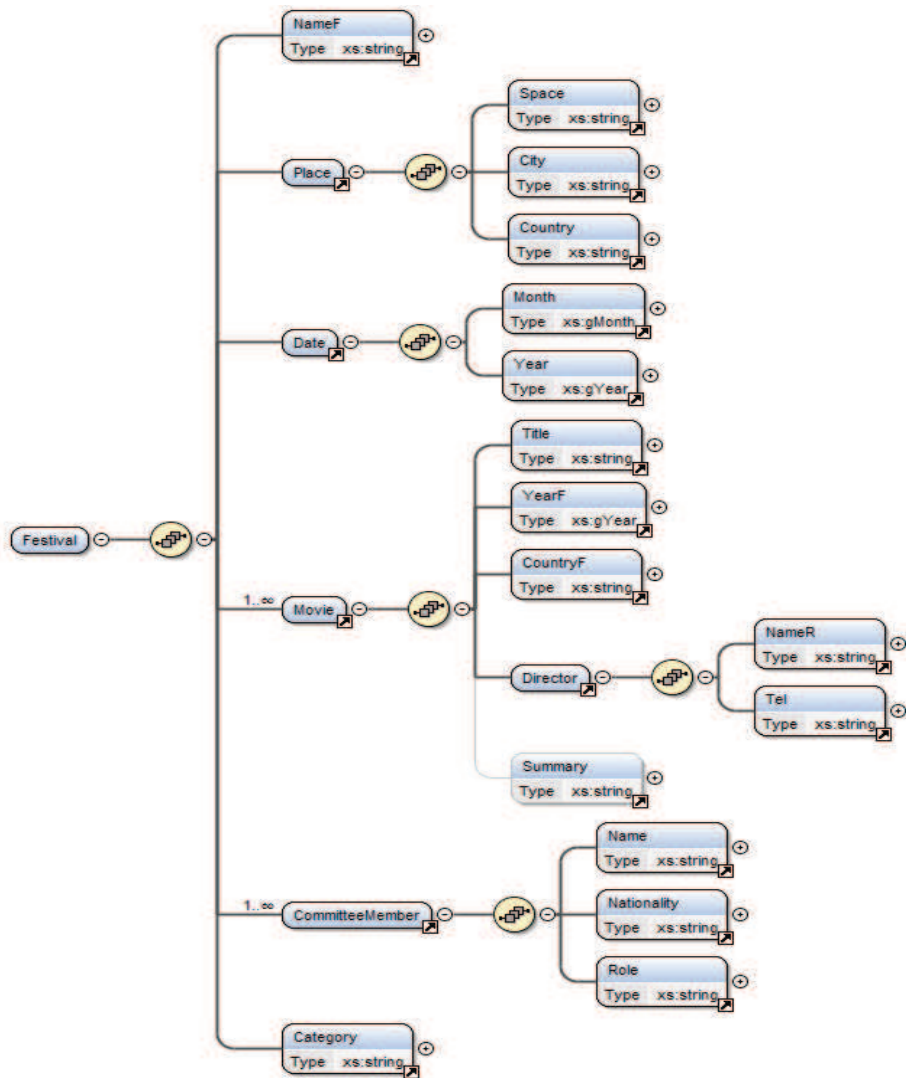 NameF
Type xs:string
Space
Type xs:string
Place
City
Type xs:string
Country
Type xs:string
Month
Type xs:gMonth
Date
Year
Type xs:gYear
Title
Type xs:string
YearF
Type xs:gYear
Festival
CountryF
Type xs:string
1..∞
Movie
NameR
Type xs:string
Director
Tel
Type xs:string
Summary
Type xs:string
Name
Type xs:string
1..∞
CommitteeMember
Nationality
Type xs:string
Role
Type xs:string
Category
Type xs:string